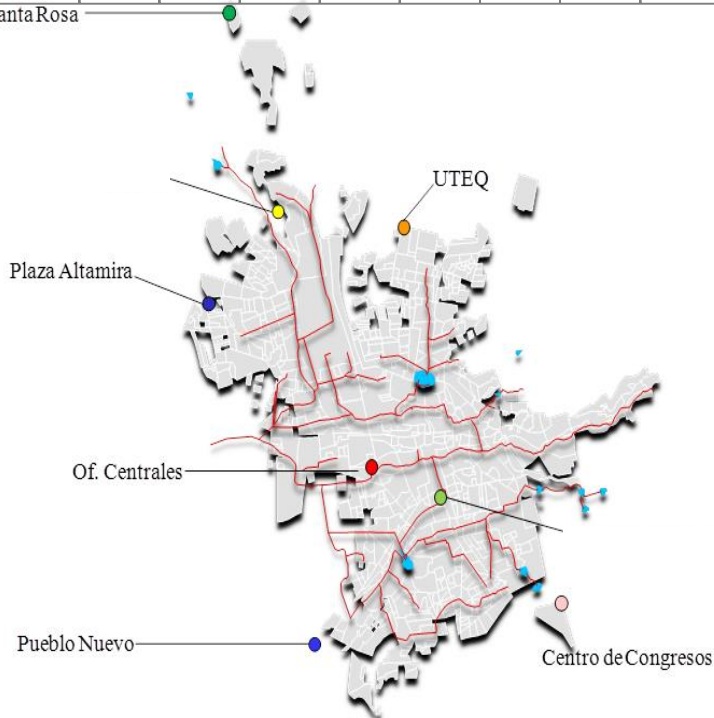 anta Rosa
UTEQ
Plaza Altamira
Of. Centrales
Pueblo Nuevo
Centro de Congresos